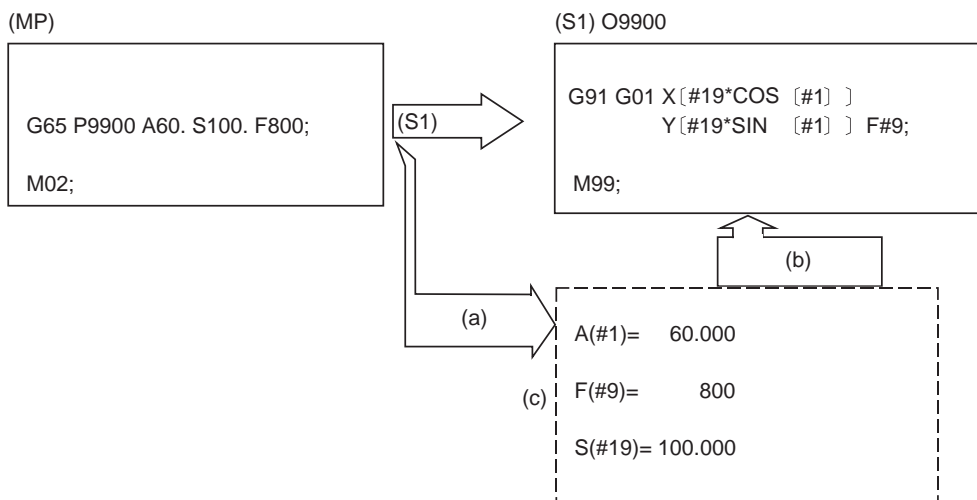 (MP)
G65 P9900 A60. S100. F800;
M02;
(S1)
(S1) O9900
G91 G01 X〔#19*COS 〔#1〕〕
Y〔#19*SIN 〔#1〕〕 F#9;
M99;
(a)
(b)
(c)
A(#1)= 60.000
F(#9)= 800
S(#19)= 100.000